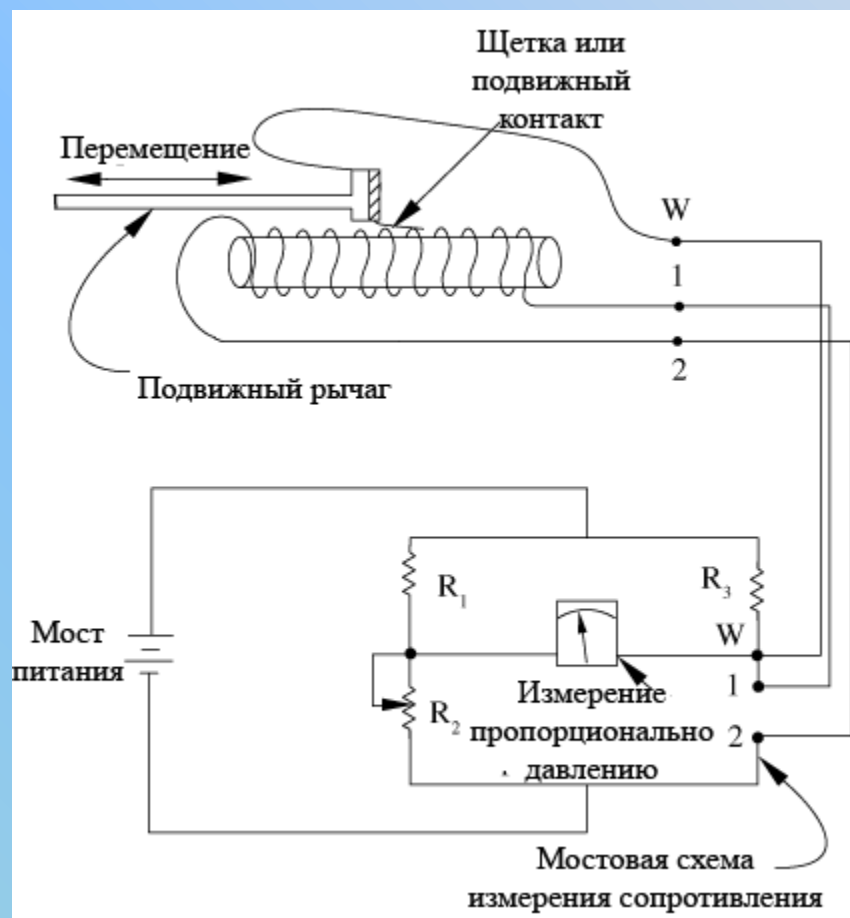 Щетка или
подвижный
контакт
Перемещение
W
1
2
Подвижный рычаг
R1
R3
Мост
питания
W
1
Измерение
R2
пропорционально
2
давлению
Мостовая схема
измерения сопротивления